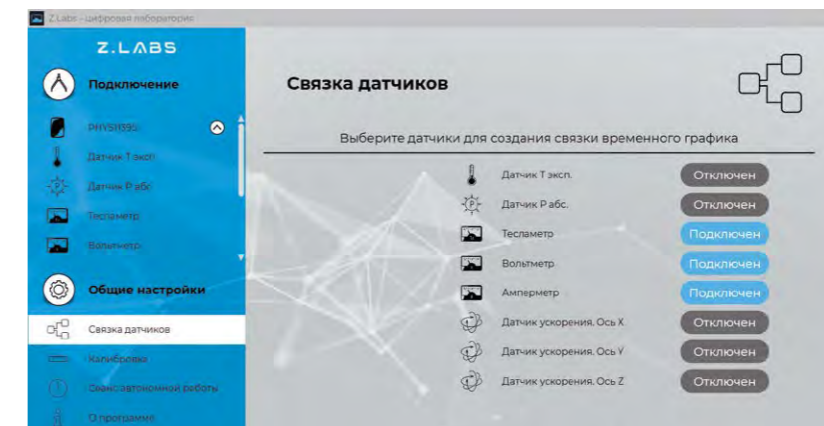 Z.Labs - цифровая лаборатория
Z.LABS
Подключение
Датчик Т эксп.
Датчик Р абс.
Тесламетр
Вольтметр
Общие настройки
Связка датчиков
Калибровка
Сеанс автономной работы
О программе
Связка датчиков
Выберите датчики для создания связки временного графика
Датчик Т эксп. Отключен
Датчик Р абс. Отключен
Тесламетр Подключен
Вольтметр Подключен
Амперметр Подключен
Датчик ускорения. Ось X Отключен
Датчик ускорения. Ось Y Отключен
Датчик ускорения. Ось Z Отключен